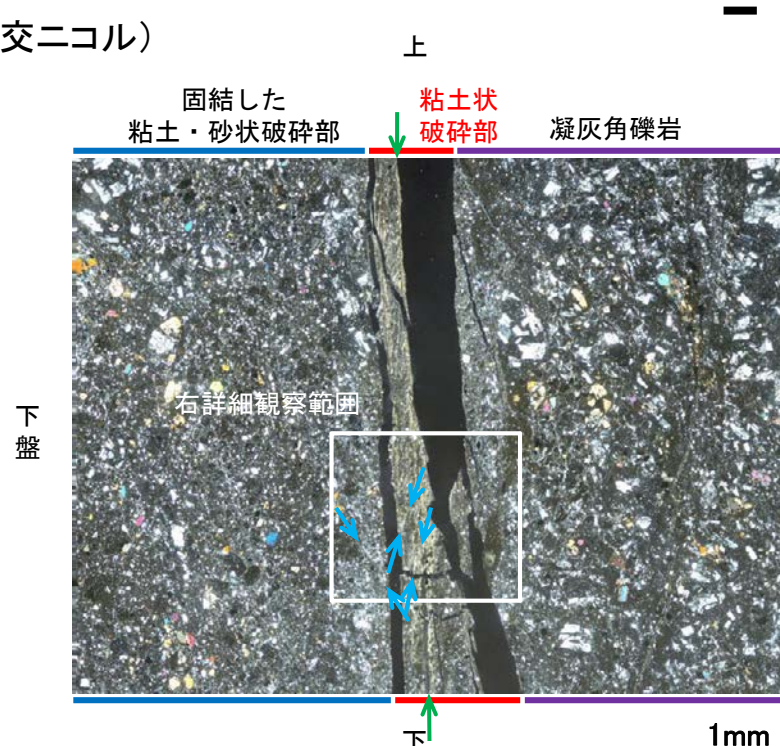 交ニコル）
上
固結した
粘土・砂状破砕部
粘土状
破砕部
凝灰角礫岩
右詳細観察範囲
下
盤
下
1mm